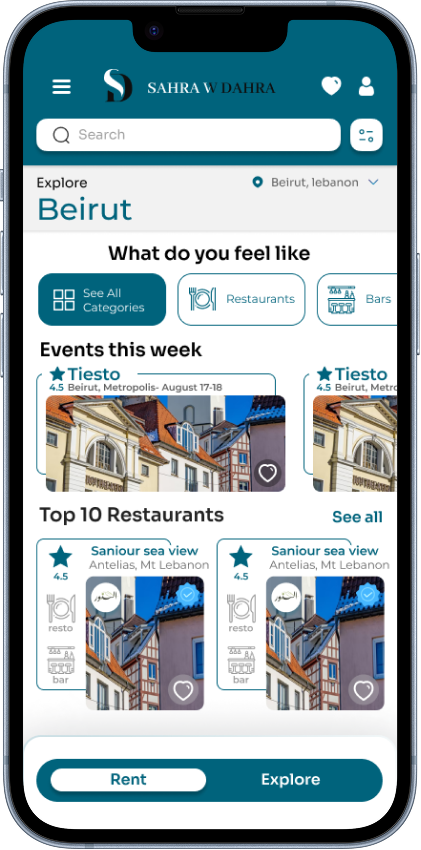 SAHRA W DAHRA
Search
Explore
Beirut, lebanon
Beirut
What do you feel like
See All
Categories
Restaurants
Bars
Events this week
Tiesto
4.5 Beirut, Metropolis- August 17-18
Tiesto
4.5 Beirut, Metro
Top 10 Restaurants
See all
Saniour sea view
Antelias, Mt Lebanon
4.5
resto
bar
Saniour sea view
Antelias, Mt Lebanon
4.5
resto
bar
Rent
Explore